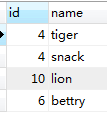 id name
4 tiger
4 snack
10 lion
6 bettry